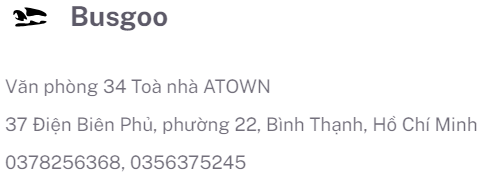 Busgoo
Văn phòng 34 Toà nhà ATOWN
37 Điện Biên Phủ, phường 22, Bình Thạnh, Hồ Chí Minh
0378256368, 0356375245